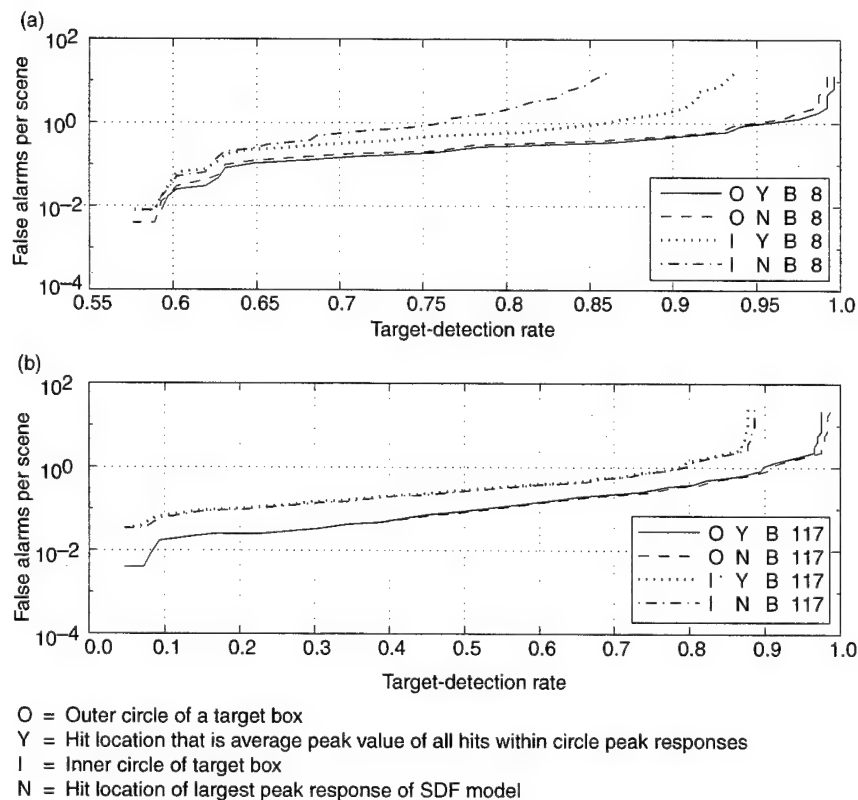 (a)
10^2
10^0
10^−2
10^−4
False alarms per scene
O Y B 8
O N B 8
I Y B 8
I N B 8
0.55 0.6 0.65 0.7 0.75 0.8 0.85 0.9 0.95 1.0
Target-detection rate
(b)
10^2
10^0
10^−2
10^−4
False alarms per scene
O Y B 117
O N B 117
I Y B 117
I N B 117
0.0 0.1 0.2 0.3 0.4 0.5 0.6 0.7 0.8 0.9 1.0
Target-detection rate
O = Outer circle of a target box
Y = Hit location that is average peak value of all hits within circle peak responses
I = Inner circle of target box
N = Hit location of largest peak response of SDF model